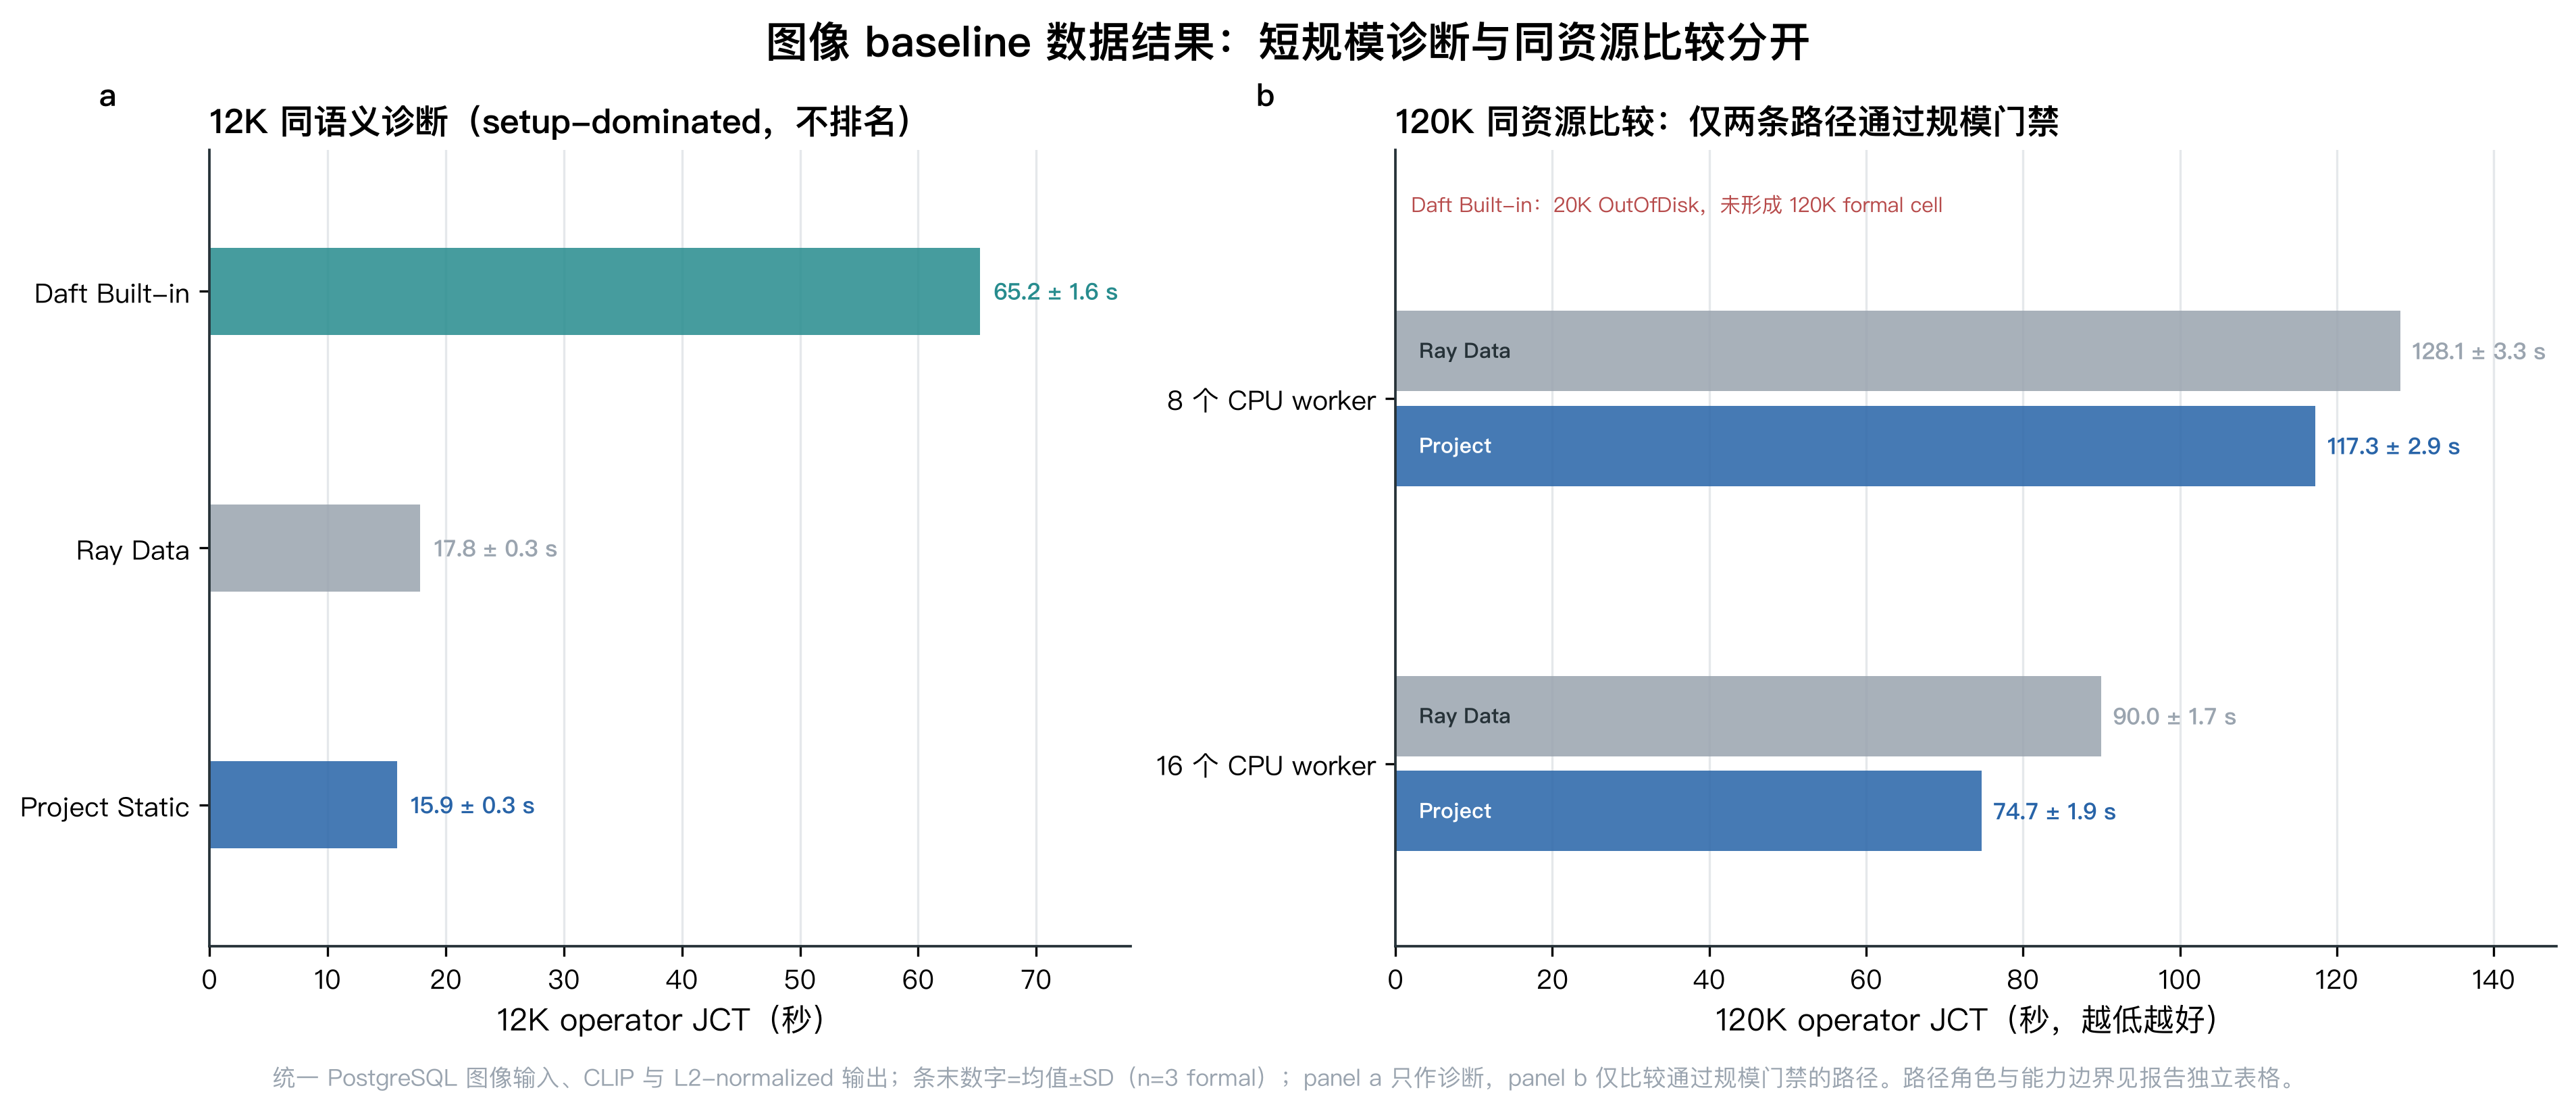 图像 baseline 数据结果：短规模诊断与同资源比较分开
a
12K 同语义诊断（setup-dominated，不排名）
Daft Built-in
65.2 ± 1.6 s
Ray Data
17.8 ± 0.3 s
Project Static
15.9 ± 0.3 s
0 10 20 30 40 50 60 70
12K operator JCT（秒）
b
120K 同资源比较：仅两条路径通过规模门禁
Daft Built-in：20K OutOfDisk，未形成 120K formal cell
8 个 CPU worker
Ray Data
128.1 ± 3.3 s
Project
117.3 ± 2.9 s
16 个 CPU worker
Ray Data
90.0 ± 1.7 s
Project
74.7 ± 1.9 s
0 20 40 60 80 100 120 140
120K operator JCT（秒，越低越好）
统一 PostgreSQL 图像输入、CLIP 与 L2-normalized 输出；条末数字=均值±SD（n=3 formal）；panel a 只作诊断，panel b 仅比较通过规模门禁的路径。路径角色与能力边界见报告独立表格。